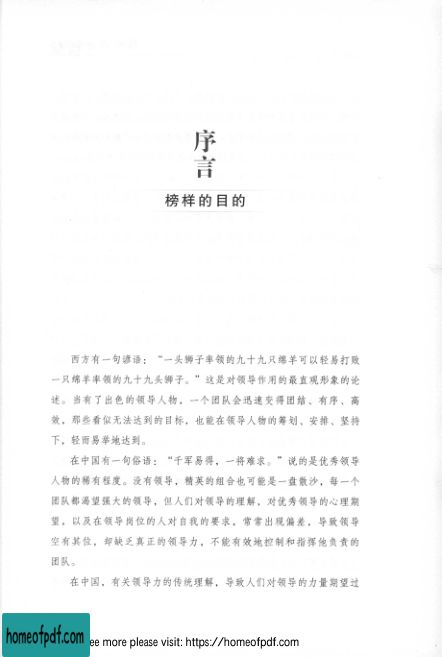 序
言
榜样的目的
西方有一句谚语：“一头狮子率领的九十九只绵羊可以轻易打败
一只绵羊率领的九十九头狮子。”这是对领导作用的最直观形象的论
述。当有了出色的领导人物，一个团队会迅速变得团结、有序、高
效，那些看似无法达到的目标，也能在领导人物的筹划、安排、坚持
下，轻而易举地达到。
在中国有一句俗语：“千军易得，一将难求。”说的是优秀领导
人物的稀有程度。没有领导，精英的组合也可能是一盘散沙，每一个
团队都渴望强大的领导，但人们对领导的理解，对优秀领导的心理期
望，以及在领导岗位的人对自我的要求，常常出现偏差，导致领导
空有其位，却缺乏真正的领导力，不能有效地控制和指挥他负责的
团队。
在中国，有关领导力的传统理解，导致人们对领导的力量期望过
homeofpdf.com
ee more please visit: https://homeofpdf.com